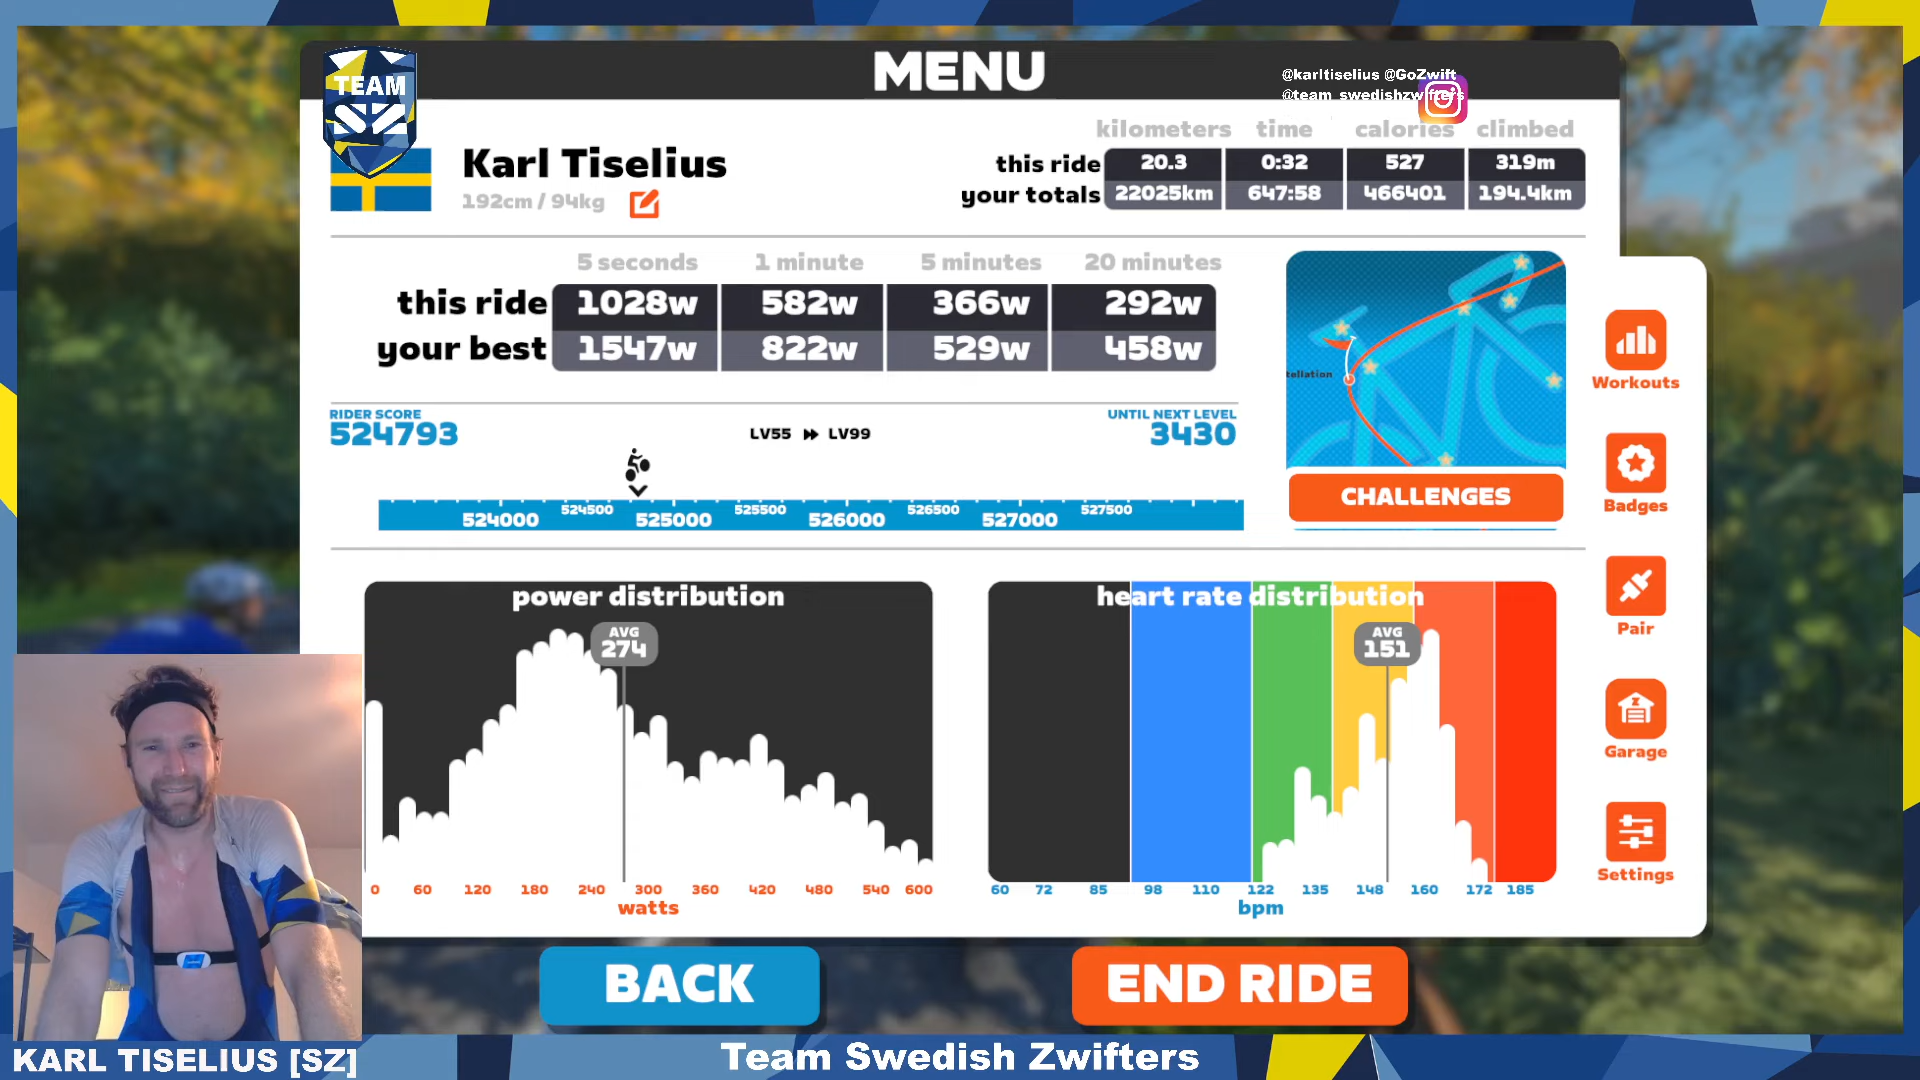 MENU
TEAM
SZ
@karltiselius @GoZwift
@team_swedishzwifters
kilometers time calories climbed
Karl Tiselius
192cm / 94kg
this ride 20.3 0:32 527 319m
your totals 22025km 647:58 466401 194.4km
5 seconds 1 minute 5 minutes 20 minutes
this ride 1028w 582w 366w 292w
your best 1547w 822w 529w 458w
tellation
CHALLENGES
RIDER SCORE
524793
LV55 LV99
UNTIL NEXT LEVEL
3430
524000 524500 525000 525500 526000 526500 527000 527500
Workouts
Badges
Pair
Garage
Settings
power distribution
AVG
274
0 60 120 180 240 300 360 420 480 540 600
watts
heart rate distribution
AVG
151
60 72 85 98 110 122 135 148 160 172 185
bpm
BACK
END RIDE
KARL TISELIUS [SZ]
Team Swedish Zwifters